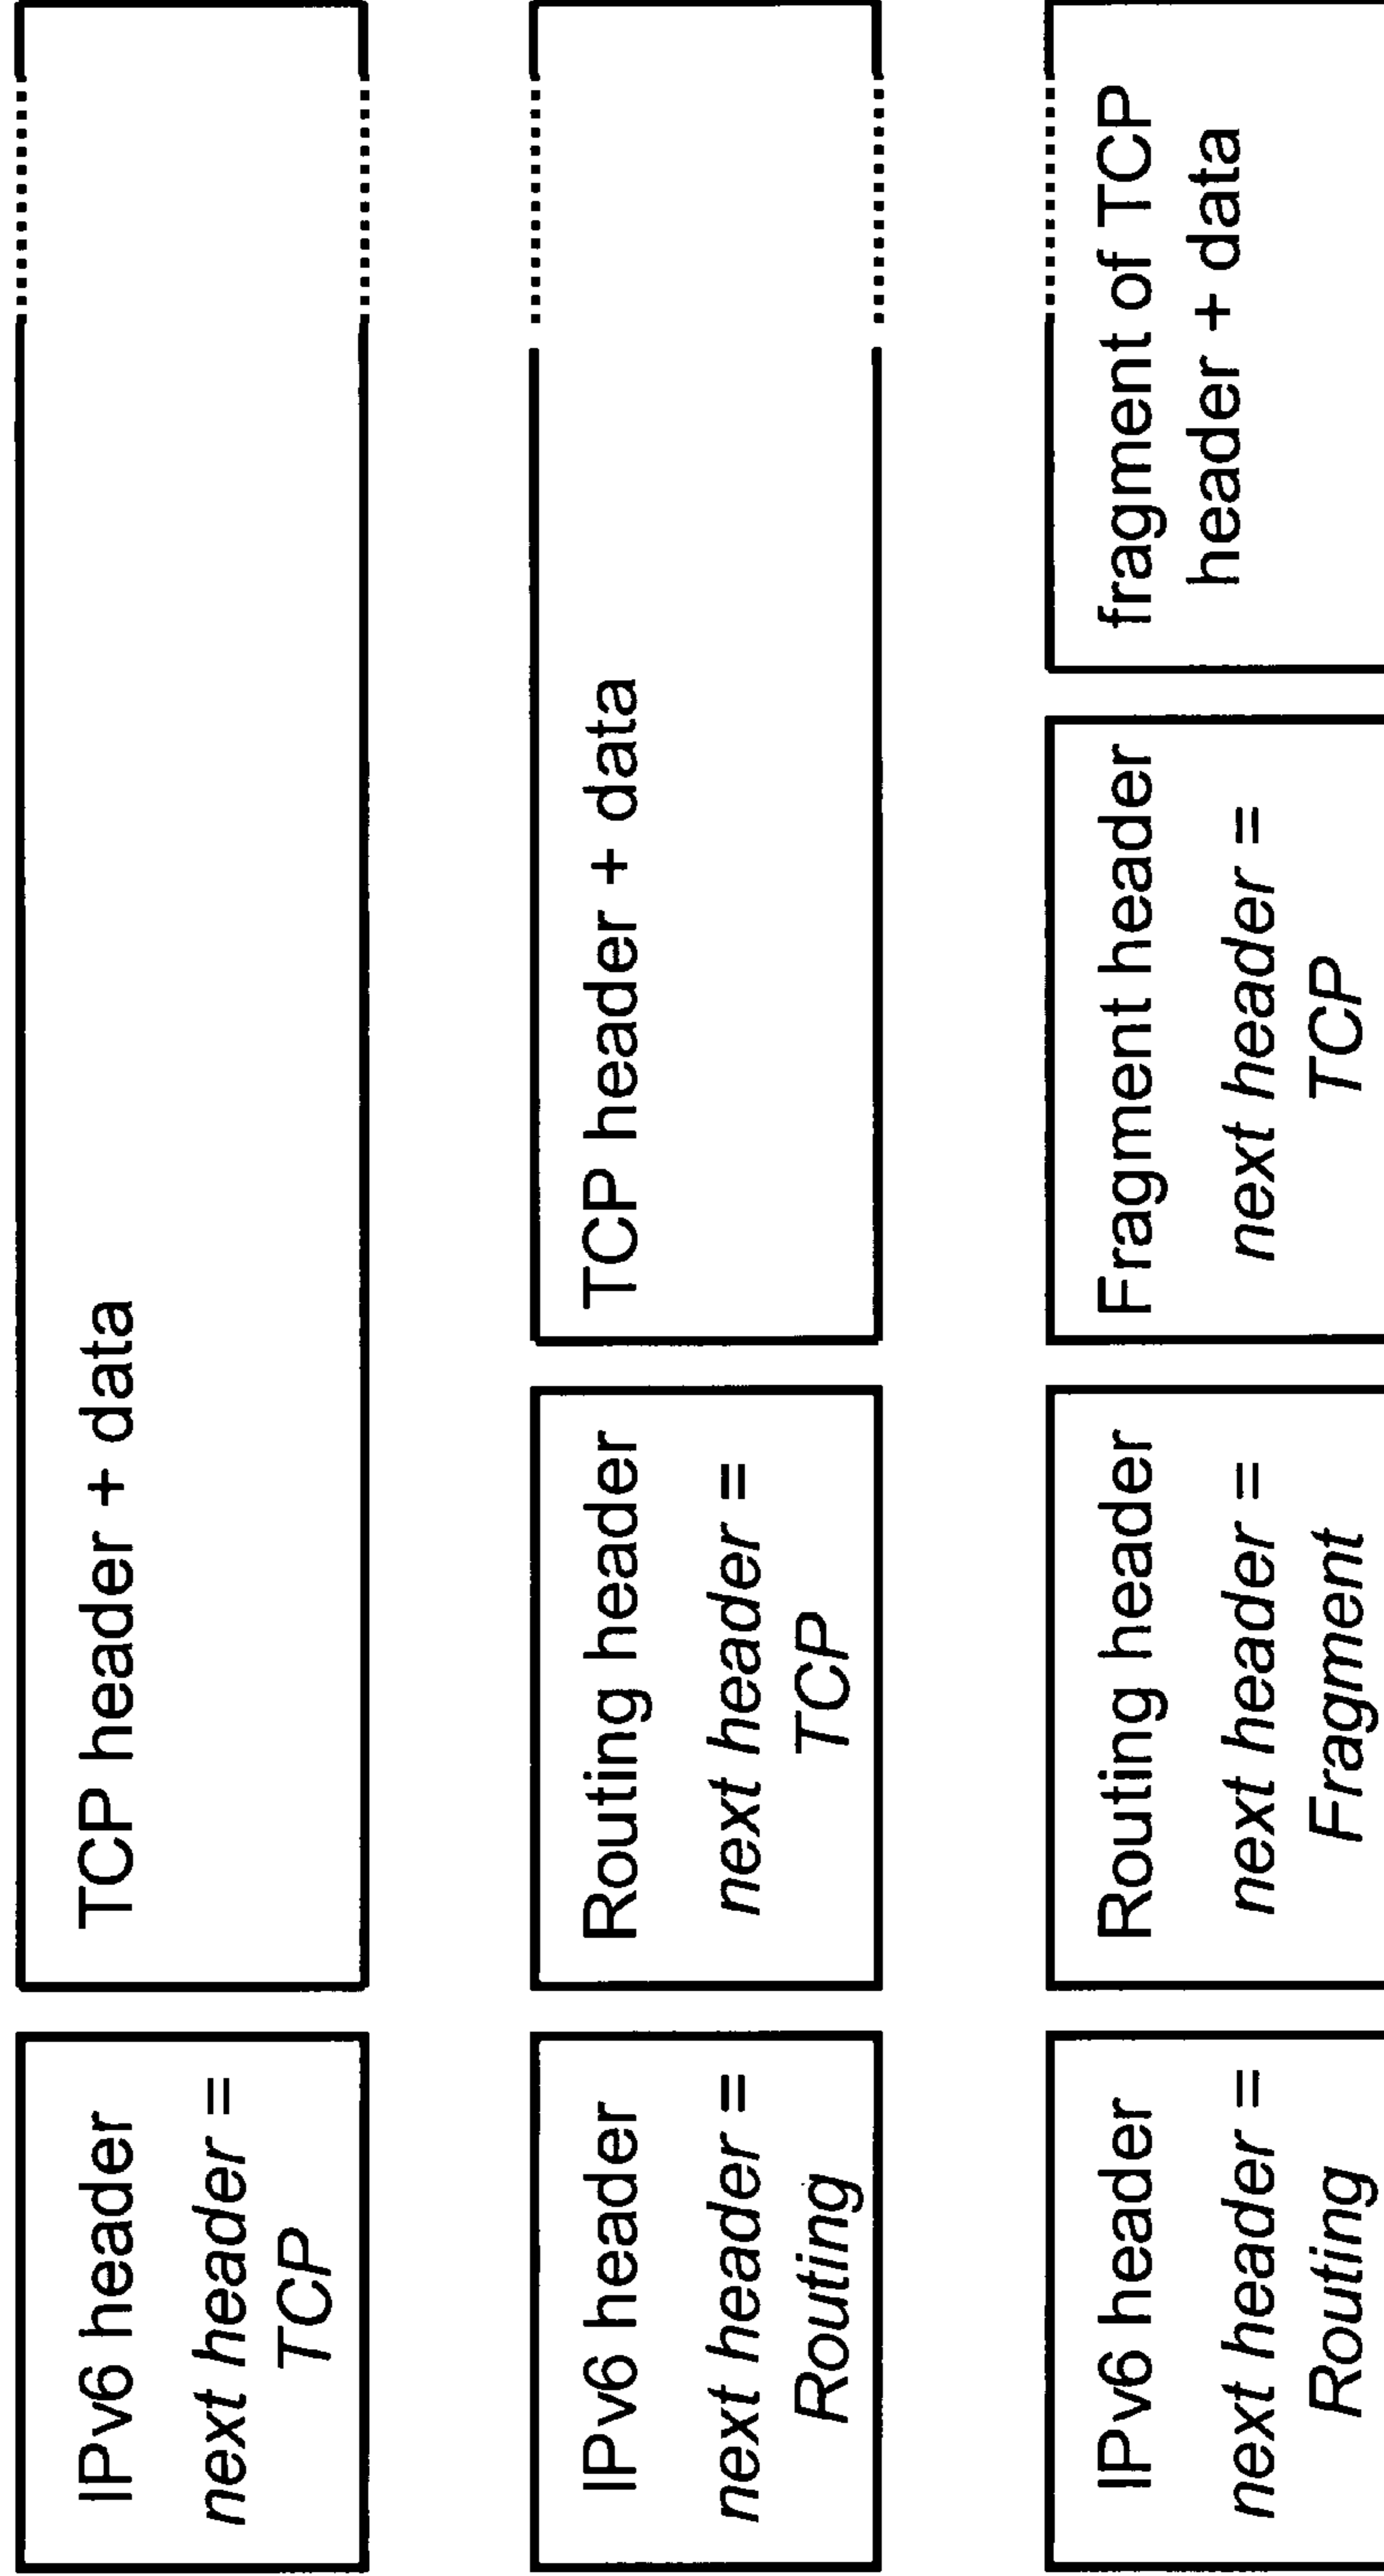 IPv6 header
next header =
TCP
TCP header + data
IPv6 header
next header =
Routing
Routing header
next header =
TCP
TCP header + data
IPv6 header
next header =
Routing
Routing header
next header =
Fragment
Fragment header
next header =
TCP
fragment of TCP
header + data